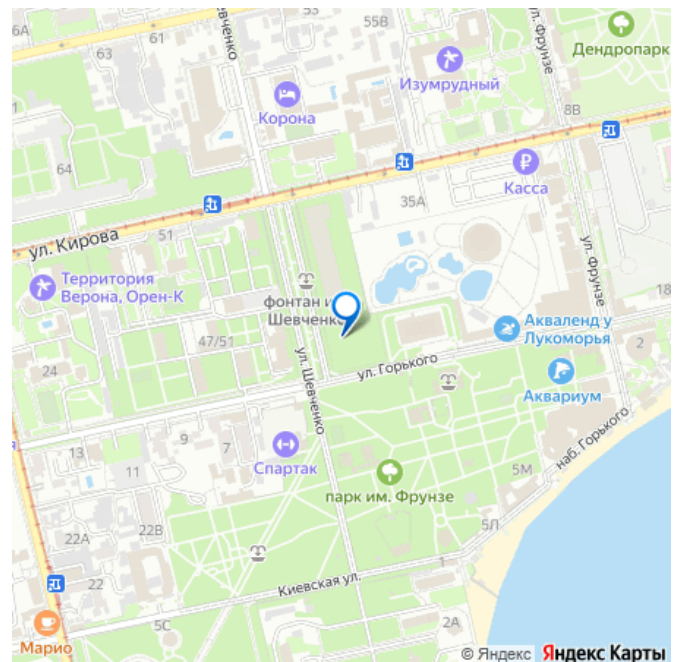 61
63
55В
ул. Фрунзе
Дендропарк
Изумрудный
Корона
8В
64
Касса
35А
ул. Кирова
51
Территория
Верона, Орен-К
фонтан и
Шевченко
ул. Фрунзе
18
Акваленд у
Лукоморья
2
47/51
ул. Шевченко
ул. Горького
24
Аквариум
наб. Горького
9
7
13
11
Спартак
5М
парк им. Фрунзе
22В
5Л
22А
22
Киевская ул.
1
5С
2А
Марио
© Яндекс Яндекс Карты